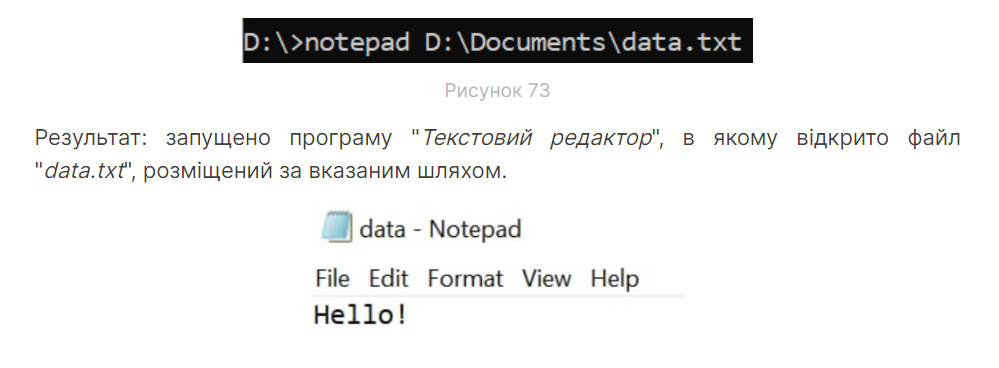 D:\>notepad D:\Documents\data.txt
Рисунок 73
Результат: запущено програму "Текстовий редактор", в якому відкрито файл
"data.txt", розміщений за вказаним шляхом.
data - Notepad
File Edit Format View Help
Hello!